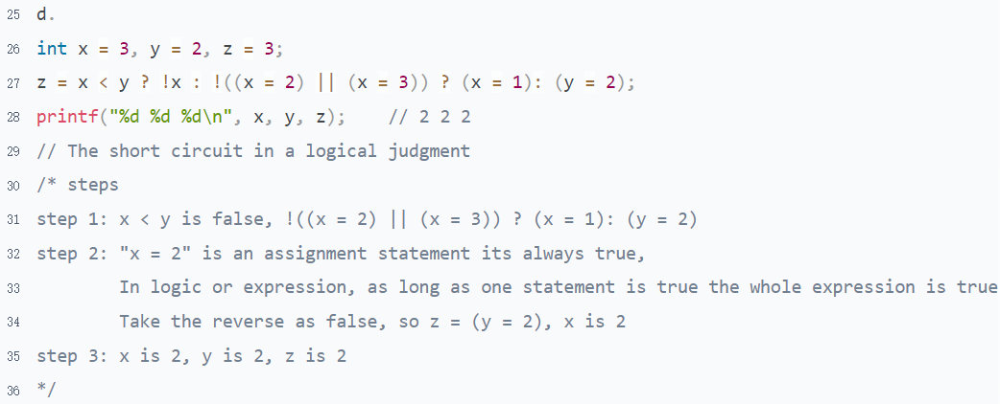 25 d.
26 int x = 3, y = 2, z = 3;
27 z = x < y ? !x : !((x = 2) || (x = 3)) ? (x = 1): (y = 2);
28 printf("%d %d %d\n", x, y, z);    // 2 2 2
29 // The short circuit in a logical judgment
30 /* steps
31 step 1: x < y is false, !((x = 2) || (x = 3)) ? (x = 1): (y = 2)
32 step 2: "x = 2" is an assignment statement its always true,
33         In logic or expression, as long as one statement is true the whole expression is true
34         Take the reverse as false, so z = (y = 2), x is 2
35 step 3: x is 2, y is 2, z is 2
36 */